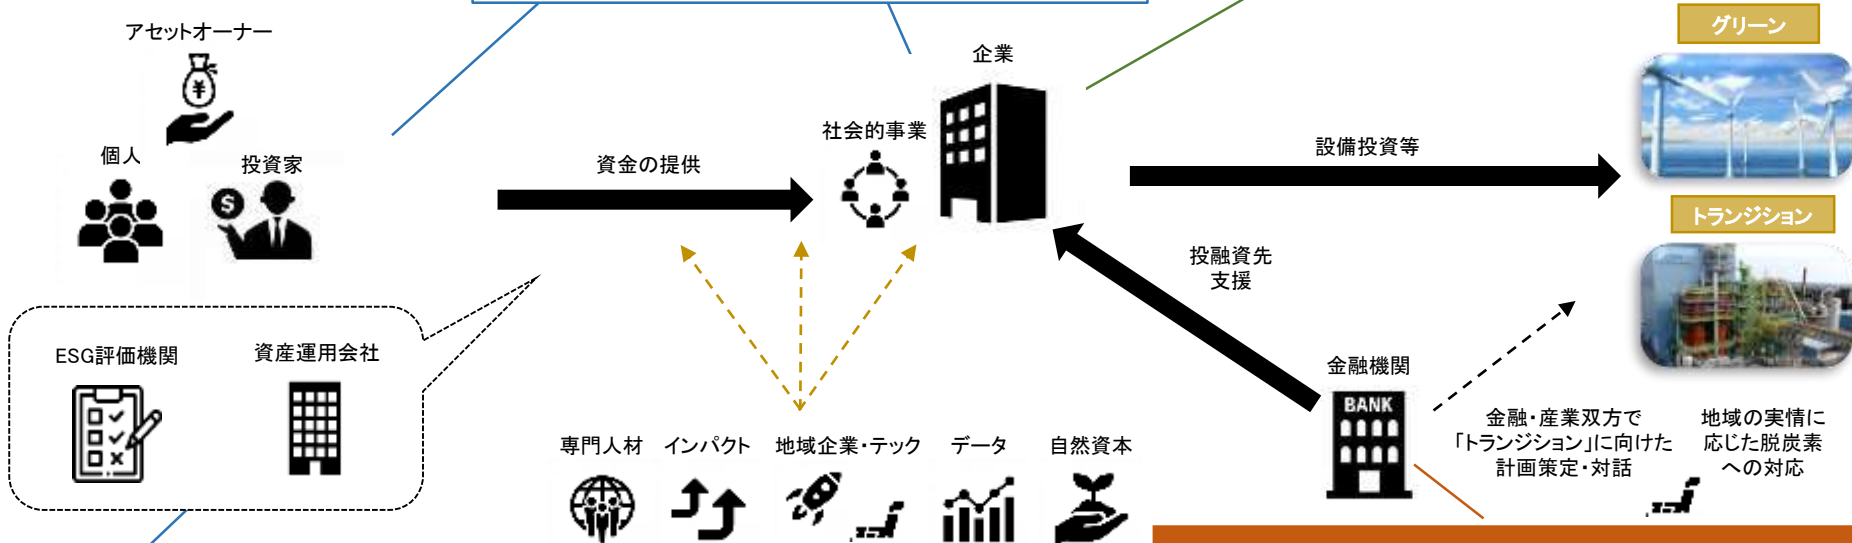 アセットオーナー
個人
投資家
ESG評価機関
資産運用会社
資金の提供
社会的事業
企業
設備投資等
グリーン
トランジション
投融資先
支援
金融機関
BANK
金融・産業双方で
「トランジション」に向けた
計画策定・対話
地域の実情に
応じた脱炭素
への対応
専門人材
インパクト
地域企業・テック
データ
自然資本